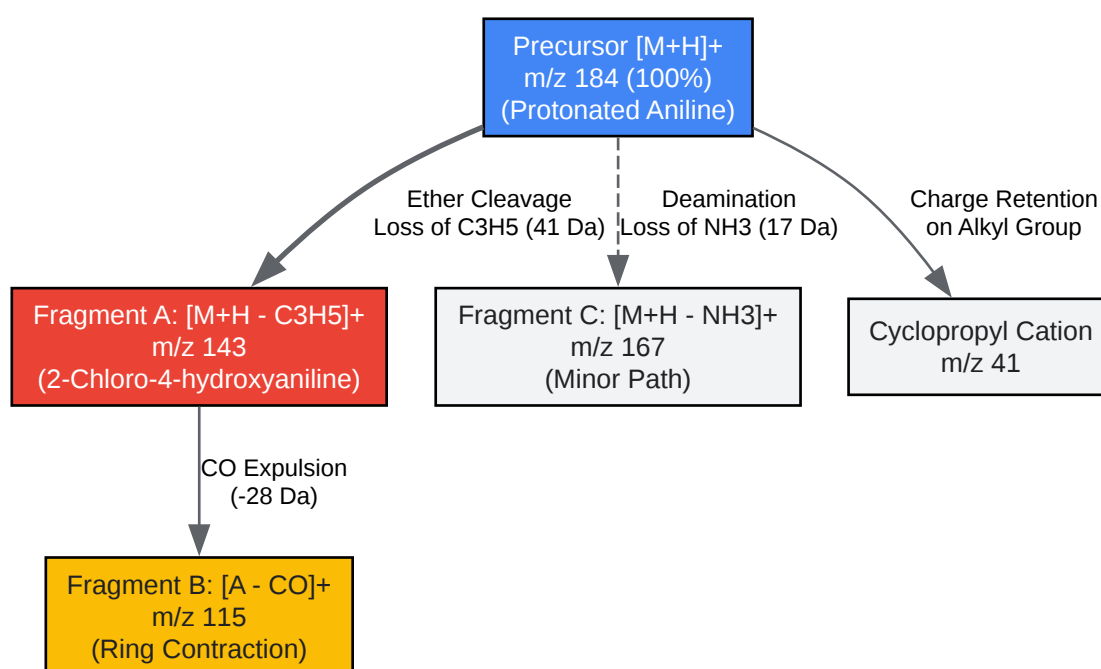 Precursor [M+H]+
m/z 184 (100%)
(Protonated Aniline)
Ether Cleavage
Loss of C3H5 (41 Da)
Deamination
Loss of NH3 (17 Da)
Charge Retention
on Alkyl Group
Fragment A: [M+H - C3H5]+
m/z 143
(2-Chloro-4-hydroxyaniline)
Fragment C: [M+H - NH3]+
m/z 167
(Minor Path)
Cyclopropyl Cation
m/z 41
CO Expulsion
(-28 Da)
Fragment B: [A - CO]+
m/z 115
(Ring Contraction)